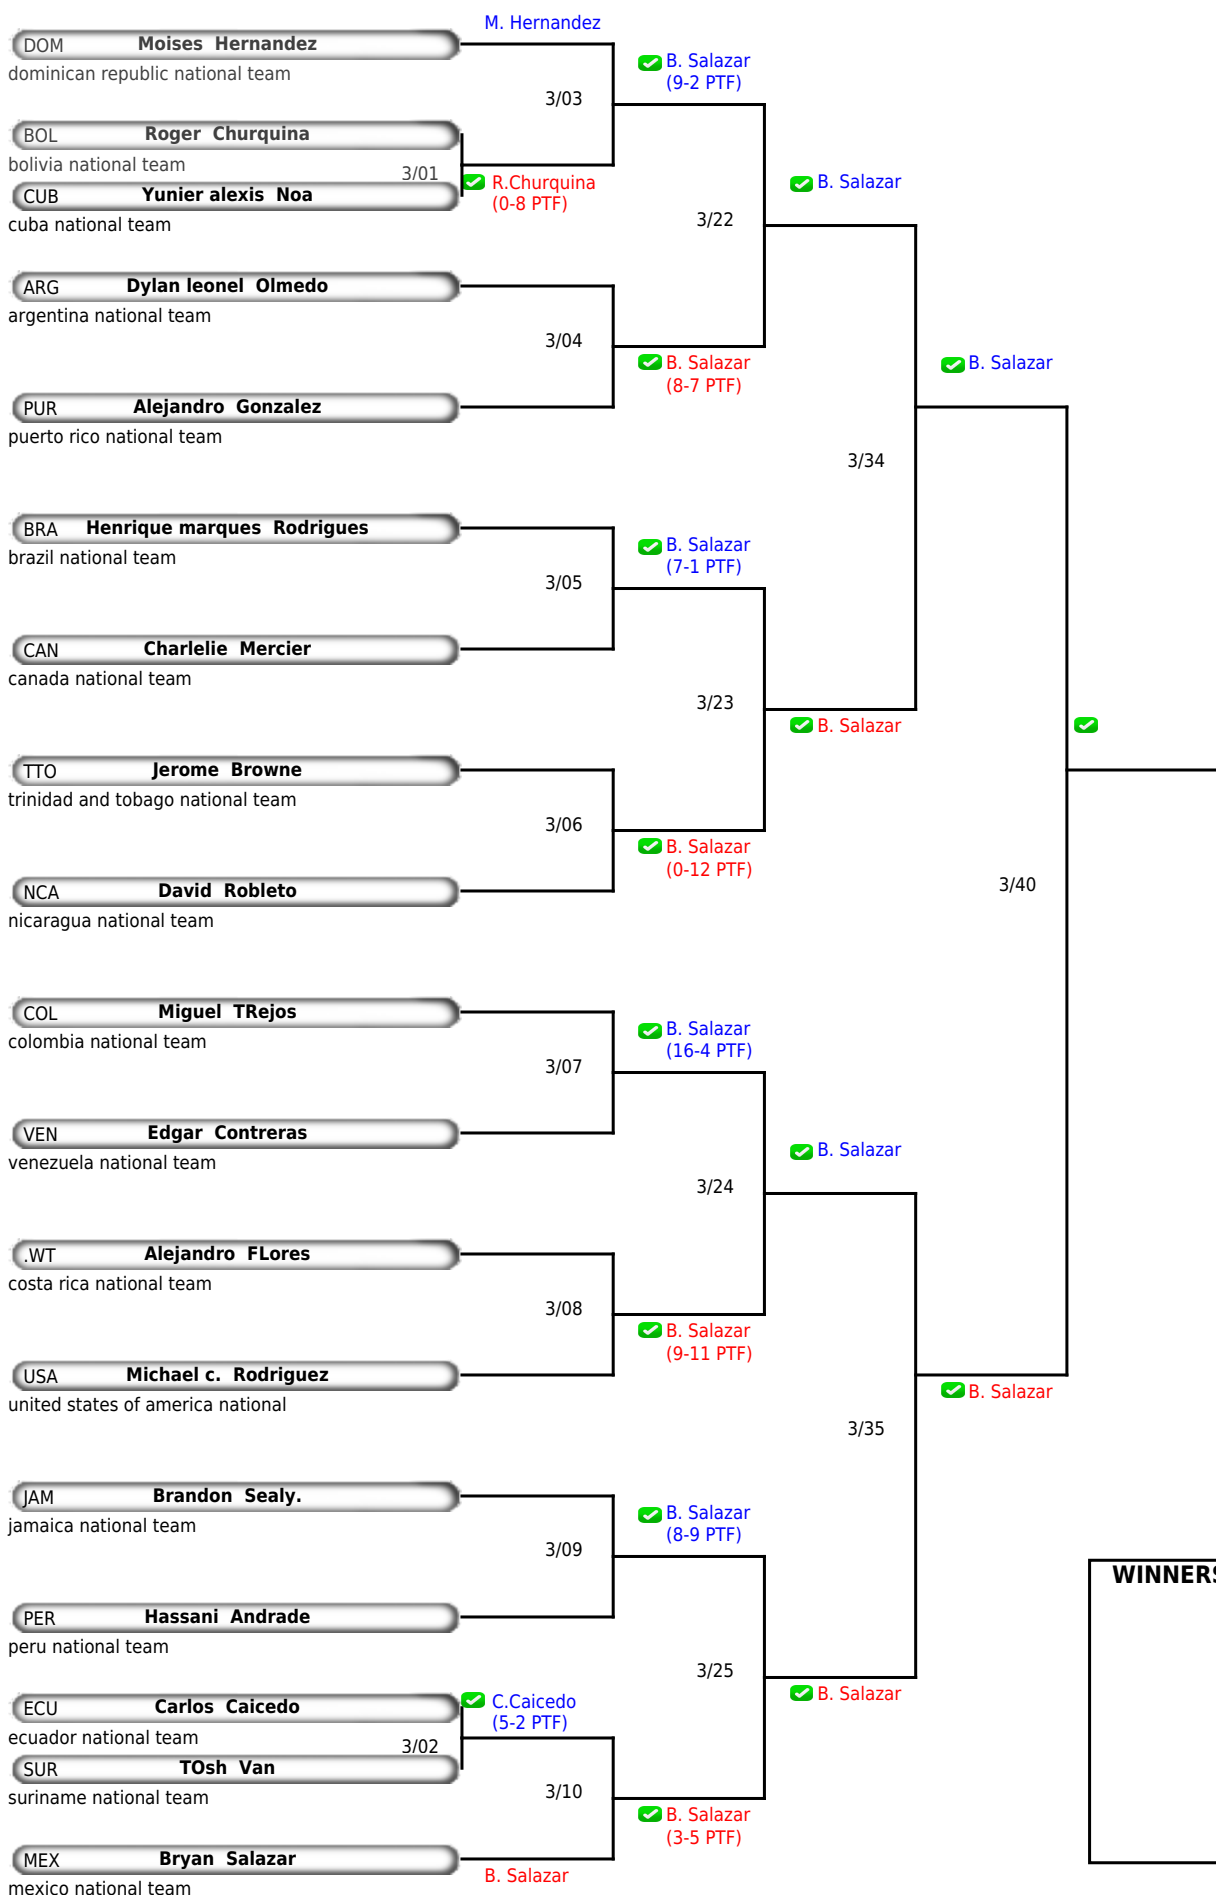 M. Hernandez
DOM Moises Hernandez
dominican republic national team
B. Salazar
(9-2 PTF)
3/03
BOL Roger Churquina
bolivia national team
3/01
R.Churquina
(0-8 PTF)
CUB Yunier alexis Noa
cuba national team
B. Salazar
3/22
ARG Dylan leonel Olmedo
argentina national team
3/04
B. Salazar
(8-7 PTF)
B. Salazar
PUR Alejandro Gonzalez
puerto rico national team
3/34
BRA Henrique marques Rodrigues
brazil national team
B. Salazar
(7-1 PTF)
3/05
CAN Charlelie Mercier
canada national team
3/23
B. Salazar
TTO Jerome Browne
trinidad and tobago national team
3/06
B. Salazar
(0-12 PTF)
3/40
NCA David Robleto
nicaragua national team
COL Miguel TRejos
colombia national team
B. Salazar
(16-4 PTF)
3/07
VEN Edgar Contreras
venezuela national team
B. Salazar
3/24
.WT Alejandro FLores
costa rica national team
3/08
B. Salazar
(9-11 PTF)
USA Michael c. Rodriguez
united states of america national
B. Salazar
3/35
JAM Brandon Sealy.
jamaica national team
B. Salazar
(8-9 PTF)
3/09
WINNERS
PER Hassani Andrade
peru national team
3/25
B. Salazar
ECU Carlos Caicedo
ecuador national team
C.Caicedo
(5-2 PTF)
3/02
SUR TOsh Van
suriname national team
3/10
B. Salazar
(3-5 PTF)
MEX Bryan Salazar
mexico national team
B. Salazar